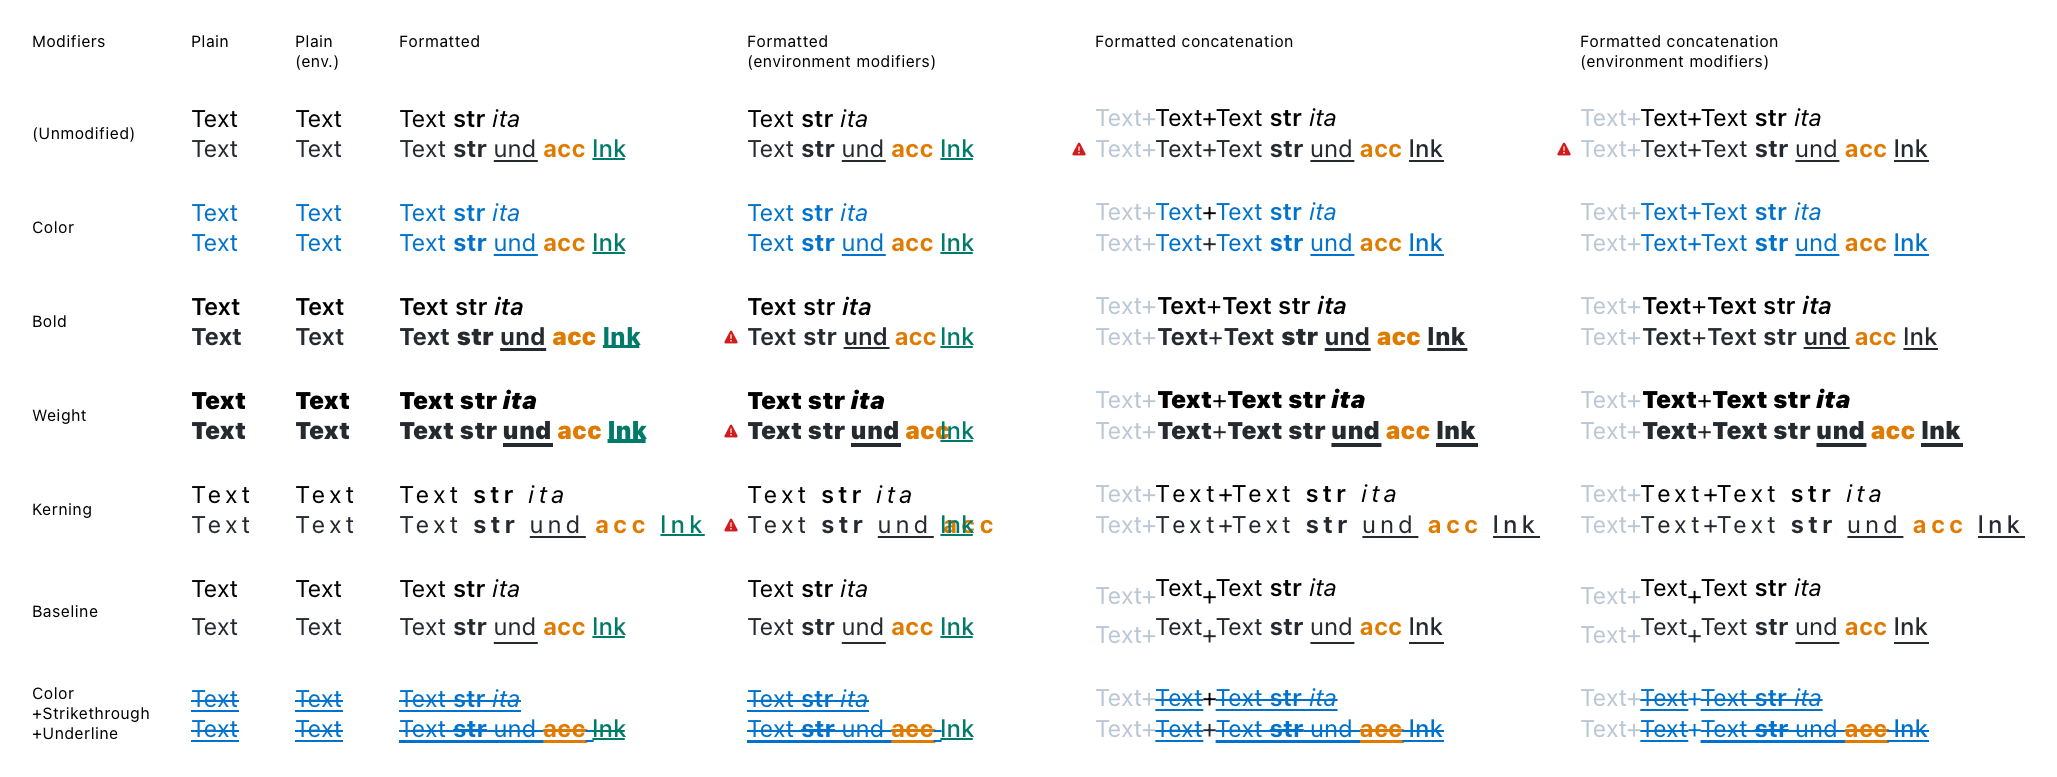 Modifiers Plain Plain Formatted Formatted Formatted concatenation Formatted concatenation
(env.) (environment modifiers) (environment modifiers)
Text Text Text str ita Text str ita Text+Text+Text str ita Text+Text+Text str ita
(Unmodified)
Text Text Text str und acc lnk Text str und acc lnk Text+Text+Text str und acc lnk Text+Text+Text str und acc lnk
Text Text Text str ita Text str ita Text+Text+Text str ita Text+Text+Text str ita
Color
Text Text Text str und acc lnk Text str und acc lnk Text+Text+Text str und acc lnk Text+Text+Text str und acc lnk
Text Text Text str ita Text str ita Text+Text+Text str ita Text+Text+Text str ita
Bold
Text Text Text str und acc lnk Text str und acc lnk Text+Text+Text str und acc lnk Text+Text+Text str und acc lnk
Text Text Text str ita Text str ita Text+Text+Text str ita Text+Text+Text str ita
Weight
Text Text Text str und acc lnk Text str und acc lnk Text+Text+Text str und acc lnk Text+Text+Text str und acc lnk
Text Text Text str ita Text str ita Text+Text+Text str ita Text+Text+Text str ita
Kerning
Text Text Text str und acc lnk Text str und acc lnk Text+Text+Text str und acc lnk Text+Text+Text str und acc lnk
Text Text Text str ita Text str ita Text+Text+Text str ita Text+Text+Text str ita
Baseline
Text Text Text str und acc lnk Text str und acc lnk Text+Text+Text str und acc lnk Text+Text+Text str und acc lnk
Color
Text Text Text str ita Text str ita Text+Text+Text str ita Text+Text+Text str ita
+Strikethrough
Text Text Text str und acc lnk Text str und acc lnk Text+Text+Text str und acc lnk Text+Text+Text str und acc lnk
+Underline